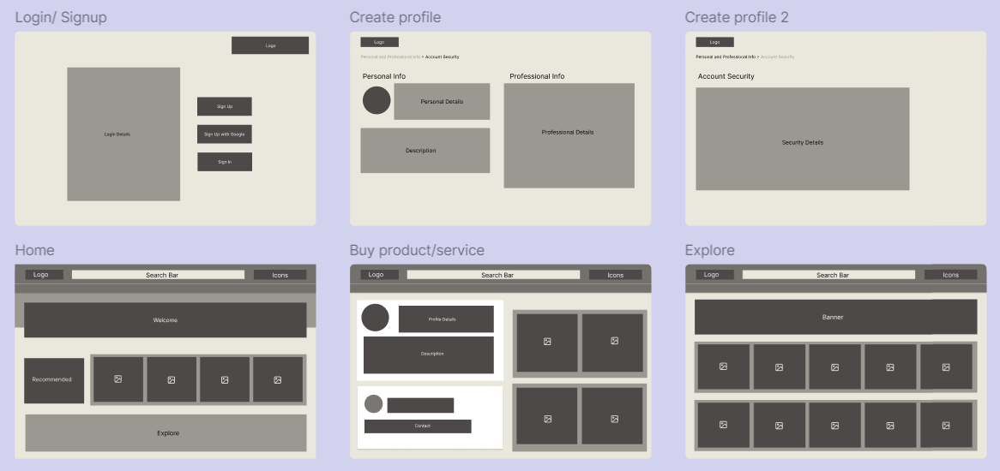 Login/ Signup
Logo
Login Details
Sign Up
Sign Up with Google
Sign In
Create profile
Logo
Personal and Professional Info > Account Security
Personal Info
Professional Info
Personal Details
Description
Professional Details
Create profile 2
Logo
Personal and Professional Info > Account Security
Account Security
Security Details
Home
Logo
Search Bar
Icons
Welcome
Recommended
Explore
Buy product/service
Logo
Search Bar
Icons
Profile Details
Description
Contact
Explore
Logo
Search Bar
Icons
Banner